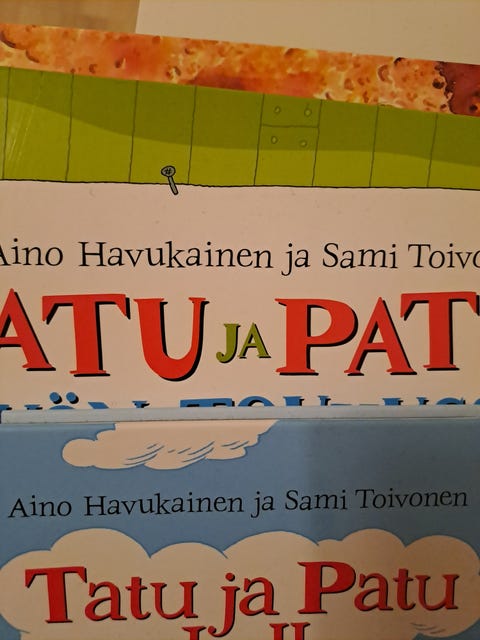 Aino Havukainen ja Sami Toivo
ATU JA PAT
Aino Havukainen ja Sami Toivonen
Tatu ja Patu